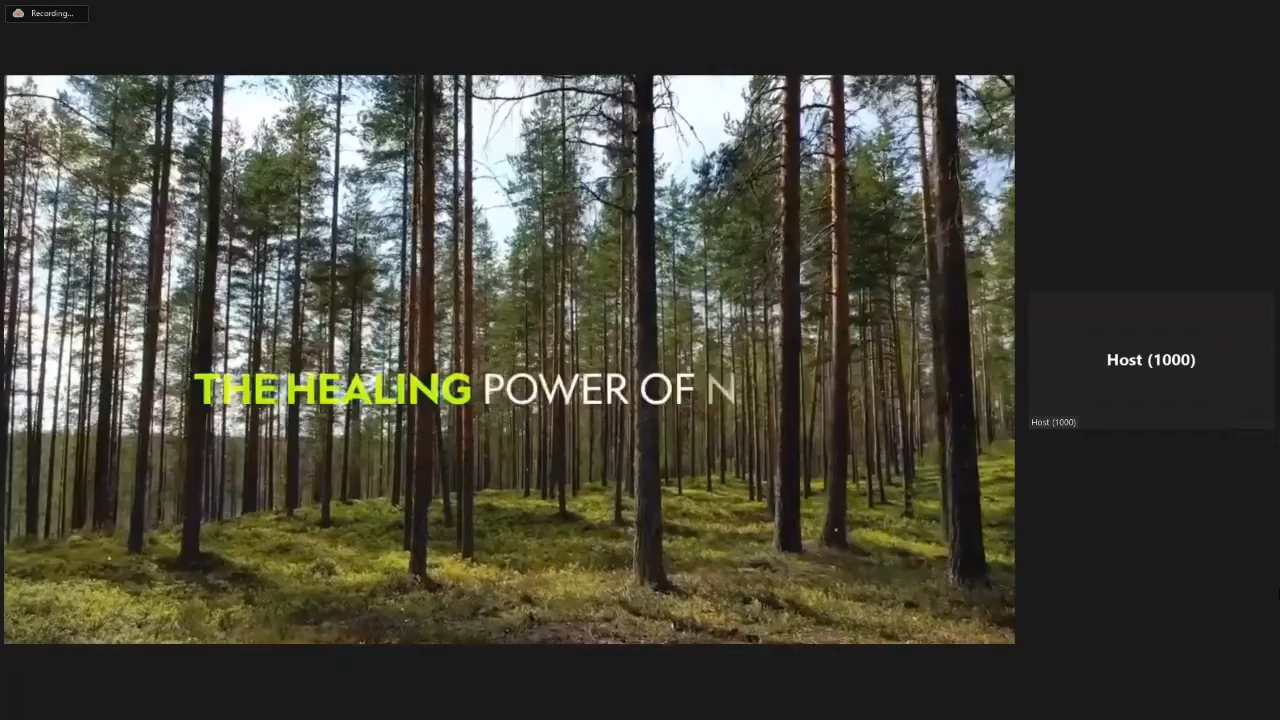 Recording...
THE HEALING POWER OF N
Host (1000)
Host (1000)